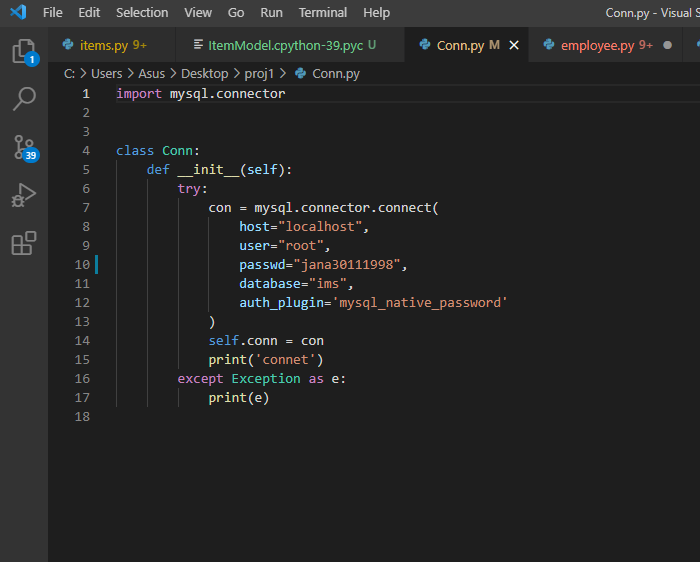 File Edit Selection View Go Run Terminal Help Conn.py - Visual S
items.py 9+ ItemModel.cpython-39.pyc U Conn.py M employee.py 9+
C: > Users > Asus > Desktop > proj1 > Conn.py
1 import mysql.connector
2
3
4 class Conn:
5 def __init__(self):
6 try:
7 con = mysql.connector.connect(
8 host="localhost",
9 user="root",
10 passwd="jana30111998",
11 database="ims",
12 auth_plugin='mysql_native_password'
13 )
14 self.conn = con
15 print('connet')
16 except Exception as e:
17 print(e)
18
1
39